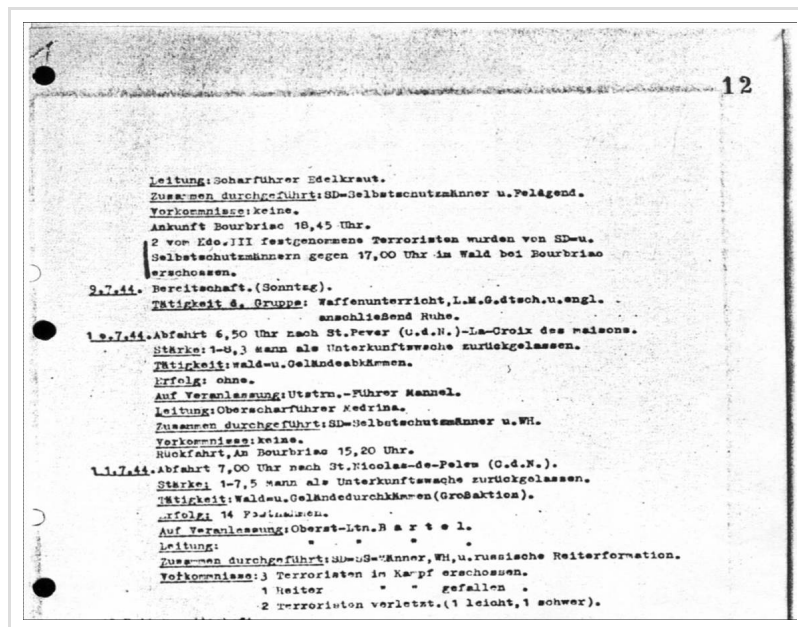 12
Leitung:Scharführer Edelkraut.
Zusammen durchgeführt:SD-Selbstschutzmänner u.Feldgend.
Vorkommnisse:keine.
Ankunft Bourbriac 18,45 Uhr.
2 vom Kdo.III festgenommene Terroristen wurden von SD-u.
Selbstschutzmännern gegen 17,00 Uhr im Wald bei Bourbriac
erschossen.
9.7.44. Bereitschaft.(Sonntag).
Tätigkeit d. Gruppe: Waffenunterricht,L.M.G.dtsch.u.engl.
anschließend Ruhe.
1o.7.44.Abfahrt 6,50 Uhr nach St.Pever (C.d.N.)-La-Croix des maisons.
Stärke:1-8,3 Mann als Unterkunftswache zurückgelassen.
Tätigkeit:Wald-u.Geländeabkämmen.
Erfolg: ohne.
Auf Veranlassung:Utstrm.-Führer Mannel.
Leitung:Oberscharführer Kedrina.
Zusammen durchgeführt:SD-Selbstschutzmänner u.WH.
Vorkommnisse:keine.
Rückfahrt,An Bourbriac 15,20 Uhr.
11.7.44.Abfahrt 7,00 Uhr nach St.Nicolas-de-Pelem (C.d.N.).
Stärke: 1-7,5 Mann als Unterkunftswache zurückgelassen.
Tätigkeit:Wald-u.Geländedurchkämmen(Großaktion).
Erfolg: 14 Festnahmen.
Auf Veranlassung:Oberst-Ltn.B a r t e l.
Leitung: " " "
Zusammen durchgeführt:SD-SS-Männer,WH,u.russische Reiterformation.
Vorkommnisse:3 Terroristen im Kampf erschossen.
1 Reiter " " gefallen .
2 Terroristen verletzt.(1 leicht,1 schwer).